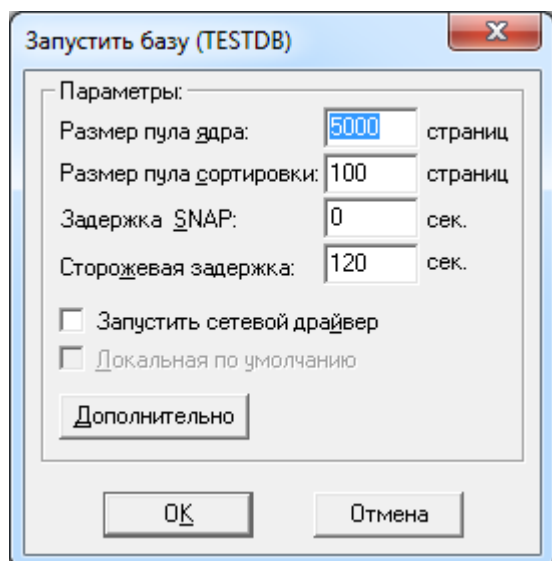 Запустить базу (TESTDB)
Параметры:
Размер пула ядра: 5000 страниц
Размер пула сортировки: 100 страниц
Задержка SNAP: 0 сек.
Сторожевая задержка: 120 сек.
Запустить сетевой драйвер
Локальная по умолчанию
Дополнительно
OK Отмена